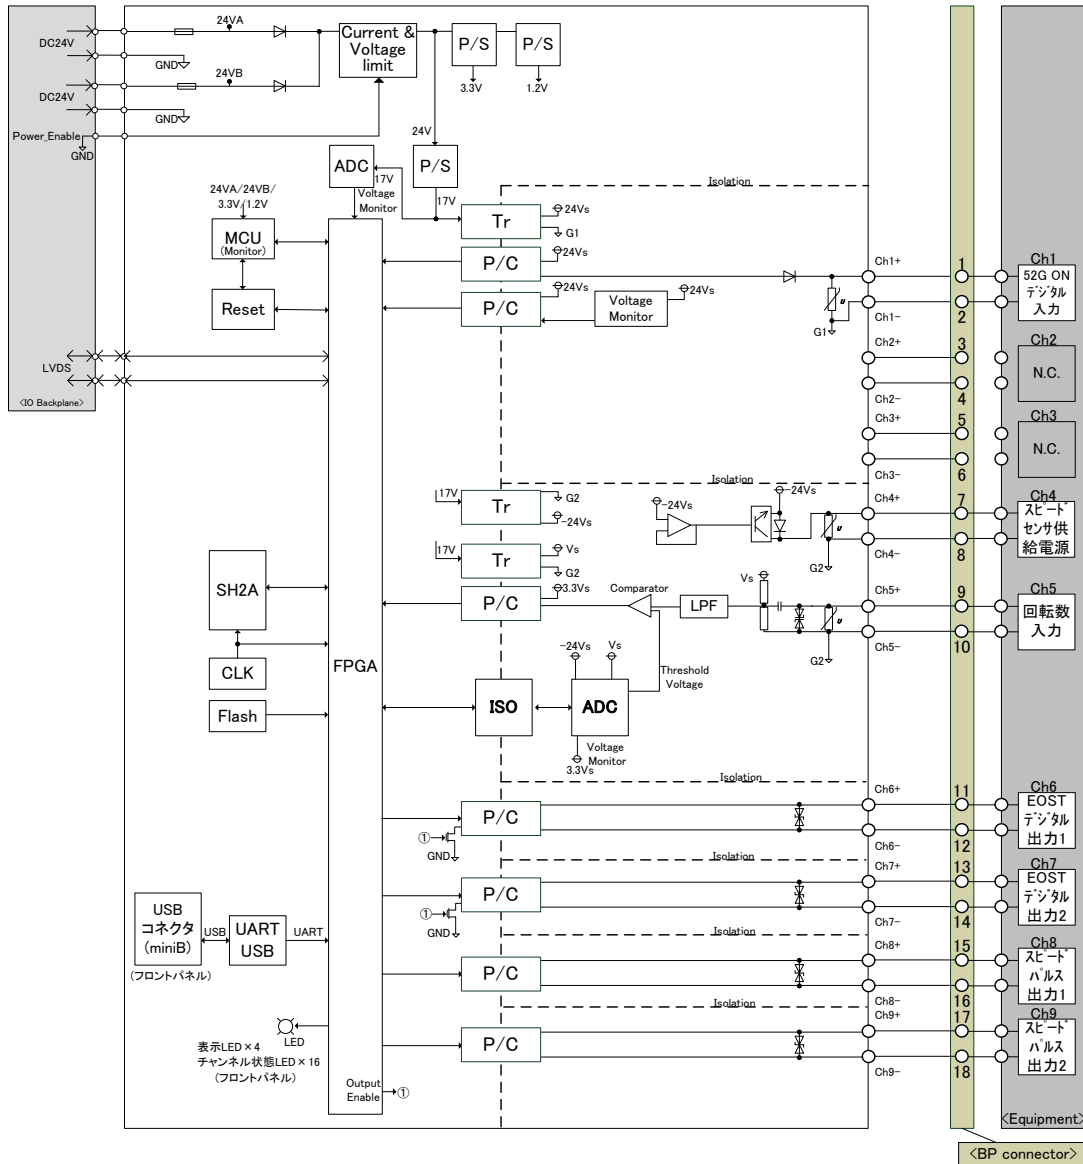 24VA
DC24V
GND
24VB
DC24V
GND
Power_Enable
GND
Current &
Voltage
limit
P/S
P/S
3.3V
1.2V
24V
P/S
17V
ADC
17V
Voltage
Monitor
24VA/24VB/
3.3V/1.2V
MCU
(Monitor)
Reset
LVDS
<IO Backplane>
Isolation
Tr
24Vs
G1
P/C
24Vs
P/C
24Vs
Voltage
Monitor
24Vs
u
G1
Ch1+
1
Ch1-
2
Ch2+
3
Ch2-
4
Ch3+
5
Ch3-
6
Ch1
52G ON
デジタル
入力
Ch2
N.C.
Ch3
N.C.
Isolation
17V
Tr
G2
-24Vs
17V
Tr
Vs
G2
P/C
3.3Vs
-24Vs
-24Vs
u
G2
Ch4+
7
Ch4-
8
Ch4
スピード
センサ供
給電源
Comparator
LPF
Vs
u
G2
Ch5+
9
Ch5-
10
Ch5
回転数
入力
SH2A
CLK
Flash
FPGA
ISO
-24Vs
Vs
ADC
Threshold
Voltage
Voltage
Monitor
3.3Vs
Isolation
P/C
①
GND
Ch6+
11
Ch6-
12
Ch6
EOST
デジタル
出力1
Isolation
P/C
①
GND
Ch7+
13
Ch7-
14
Ch7
EOST
デジタル
出力2
Isolation
P/C
Ch8+
15
Ch8-
16
Ch8
スピード
パルス
出力1
Isolation
P/C
Ch9+
17
Ch9-
18
Ch9
スピード
パルス
出力2
USB
コネクタ
(miniB)
(フロントパネル)
USB
UART
USB
UART
LED
表示LED×4
チャンネル状態LED×16
(フロントパネル)
Output
Enable
①
<Equipment>
<BP connector>